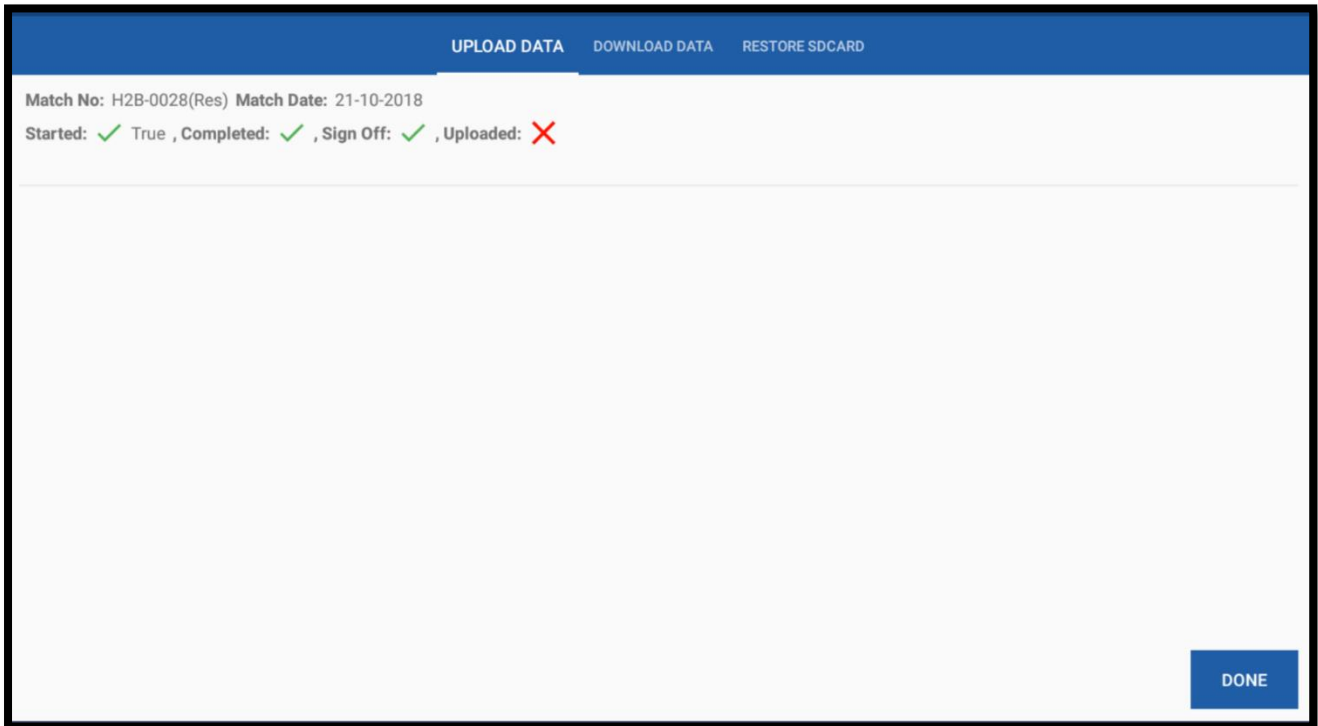 UPLOAD DATA DOWNLOAD DATA RESTORE SDCARD
Match No: H2B-0028(Res) Match Date: 21-10-2018
Started: ✓ True , Completed: ✓ , Sign Off: ✓ , Uploaded: ✗
DONE